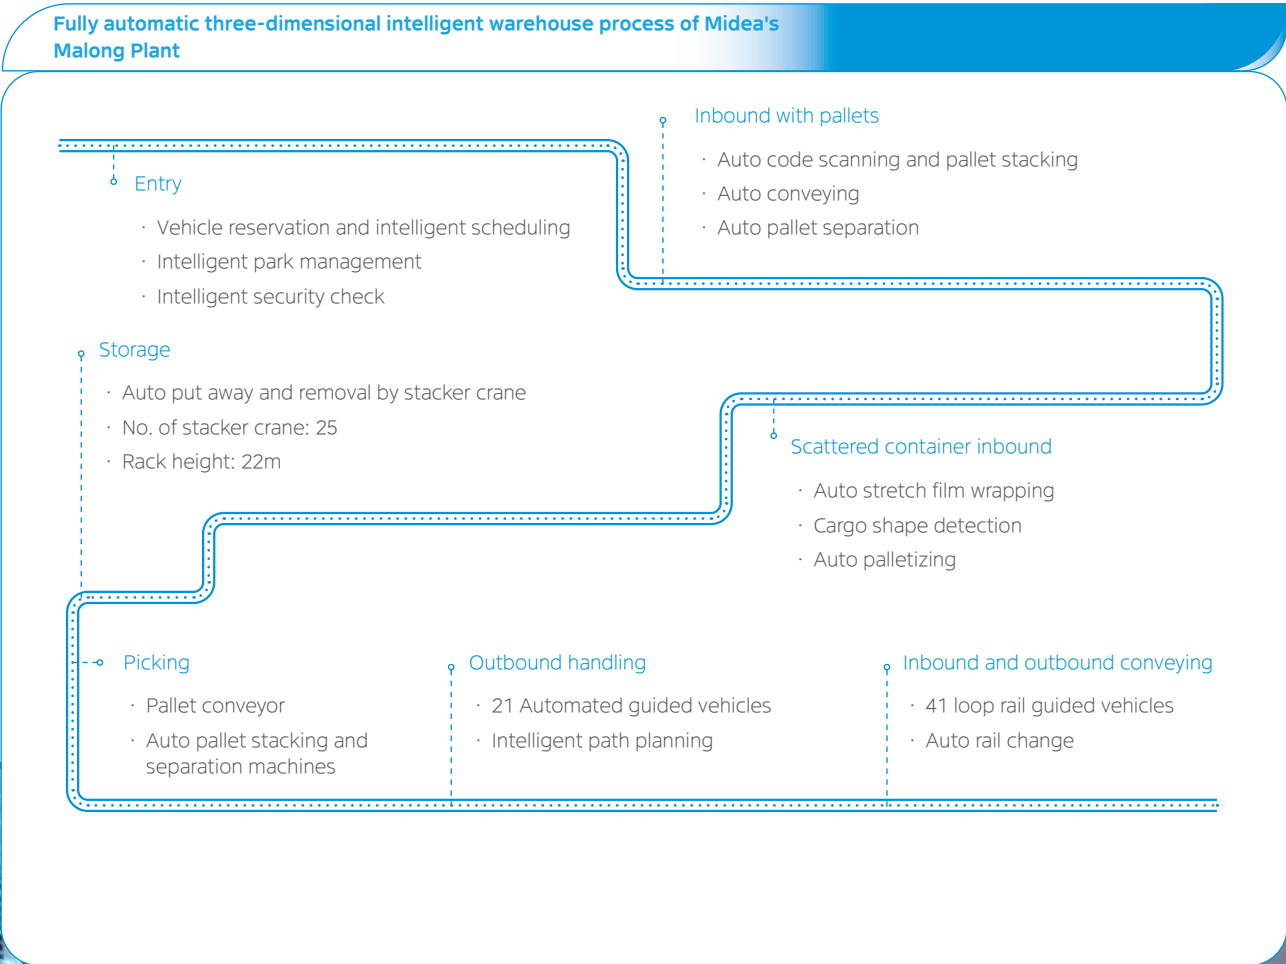 Fully automatic three-dimensional intelligent warehouse process of Midea's
Malong Plant
Entry
· Vehicle reservation and intelligent scheduling
· Intelligent park management
· Intelligent security check
Inbound with pallets
· Auto code scanning and pallet stacking
· Auto conveying
· Auto pallet separation
Scattered container inbound
· Auto stretch film wrapping
· Cargo shape detection
· Auto palletizing
Storage
· Auto put away and removal by stacker crane
· No. of stacker crane: 25
· Rack height: 22m
Picking
· Pallet conveyor
· Auto pallet stacking and
separation machines
Outbound handling
· 21 Automated guided vehicles
· Intelligent path planning
Inbound and outbound conveying
· 41 loop rail guided vehicles
· Auto rail change